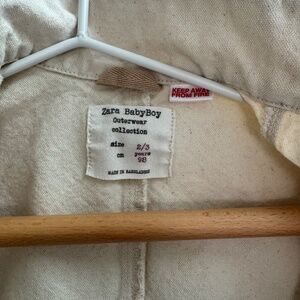 Zara BabyBoy
Outerwear
collection
size 2/3
years
cm 98
MADE IN BANGLADESH
KEEP AWAY
FROM FIRE